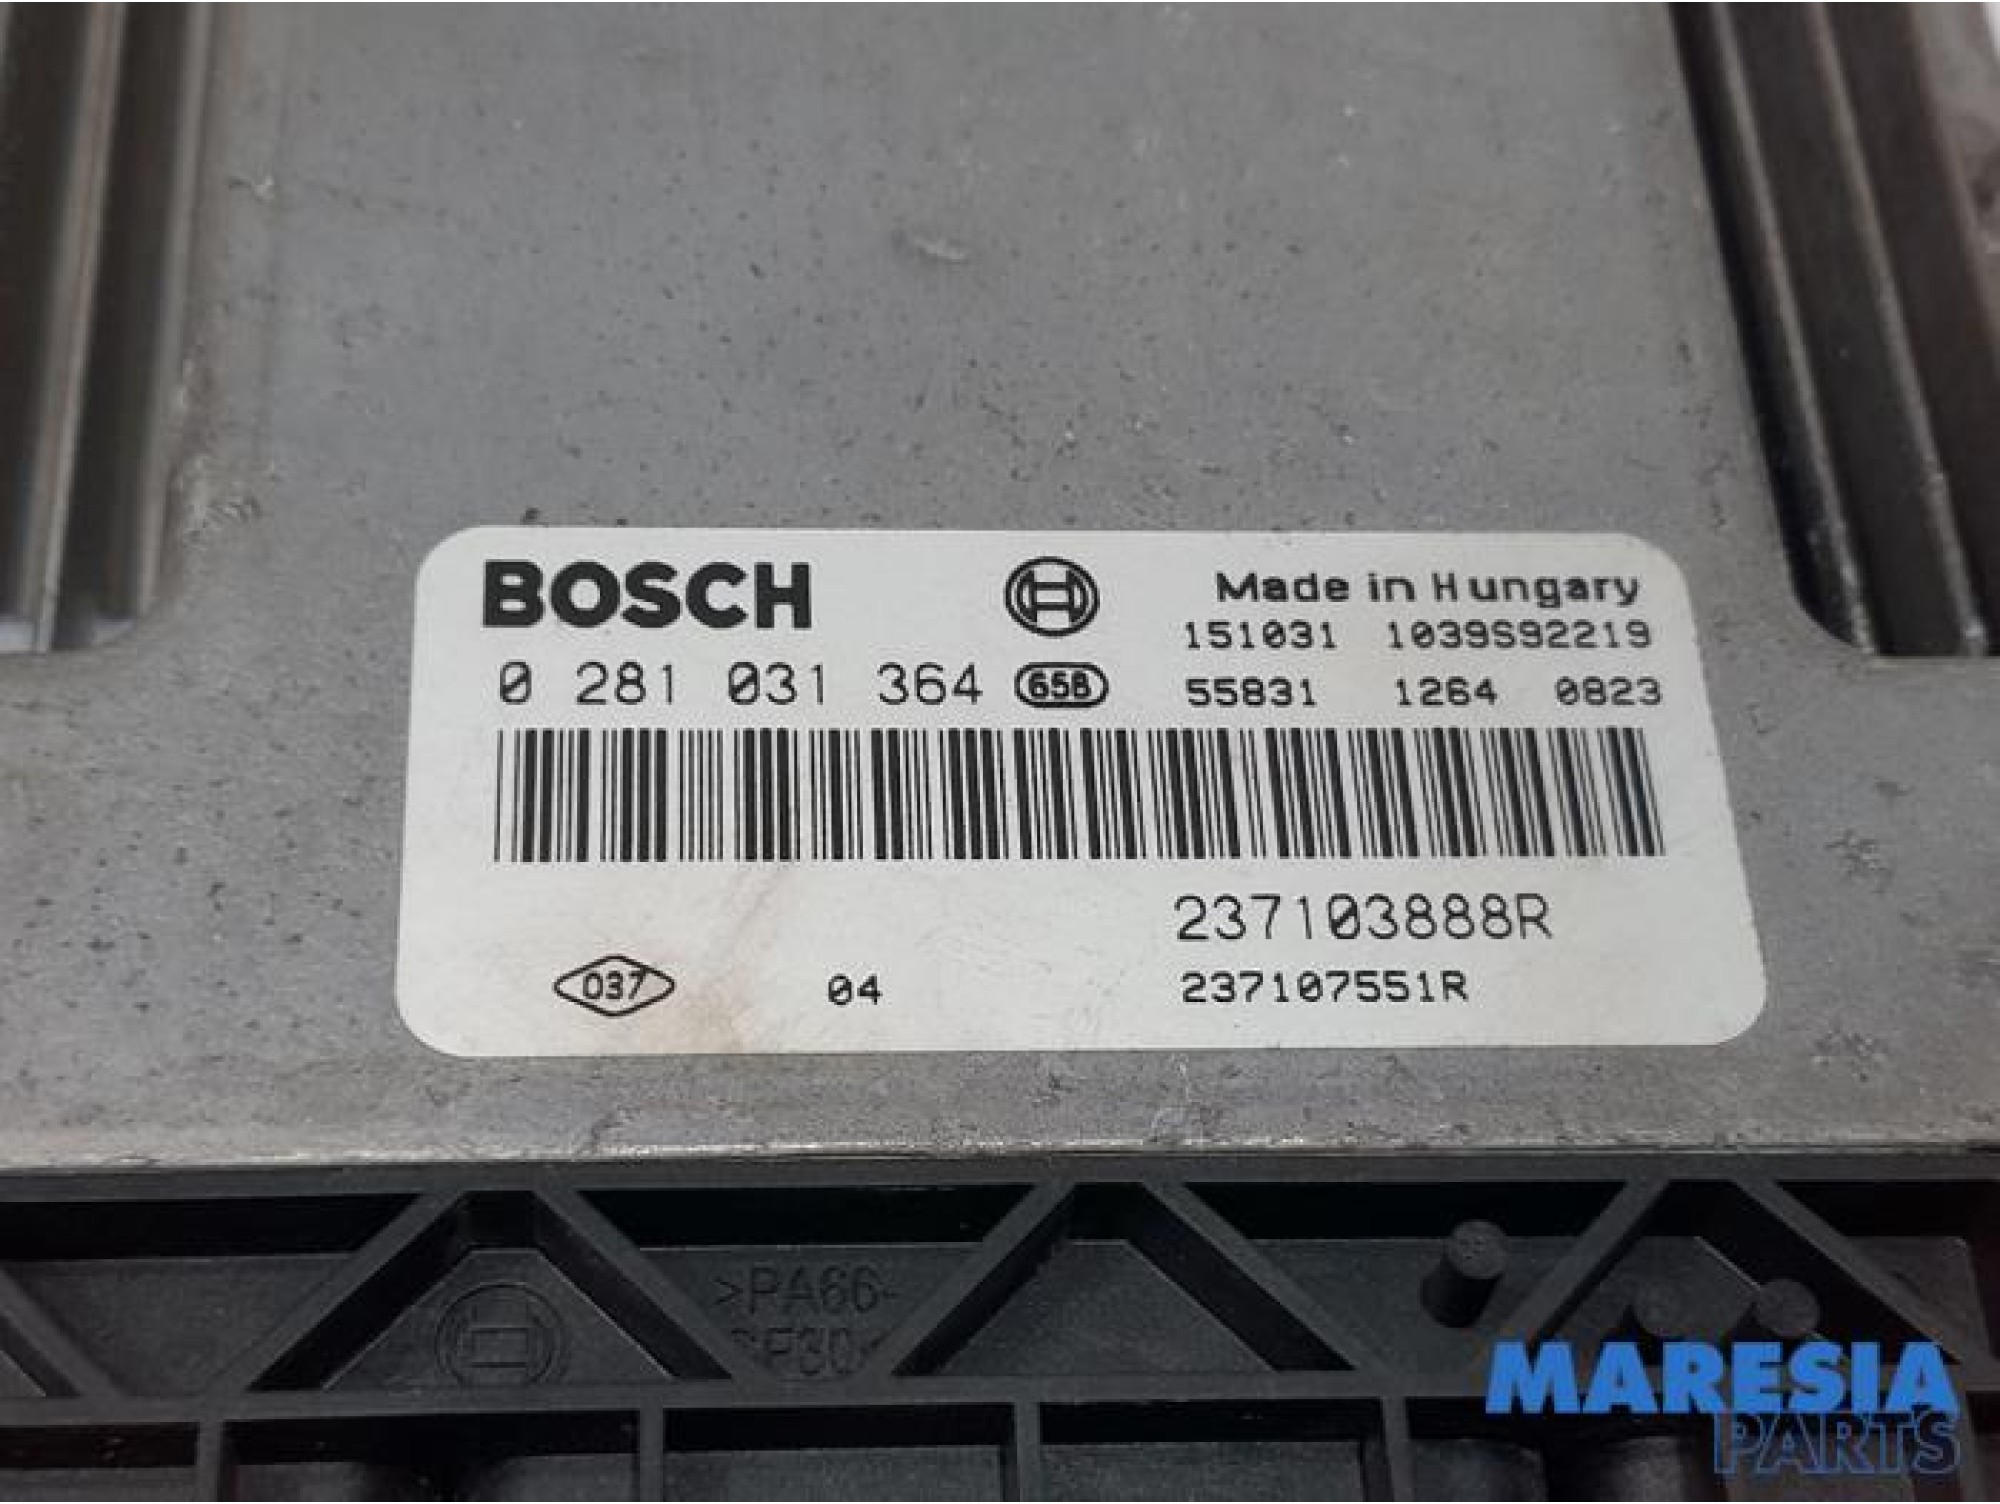 BOSCH
Made in Hungary
151031 1039S92219
0 281 031 364 65B 55831 1264 0823
237103888R
037 04 237107551R
>PA66-
MARESIA
PARTS